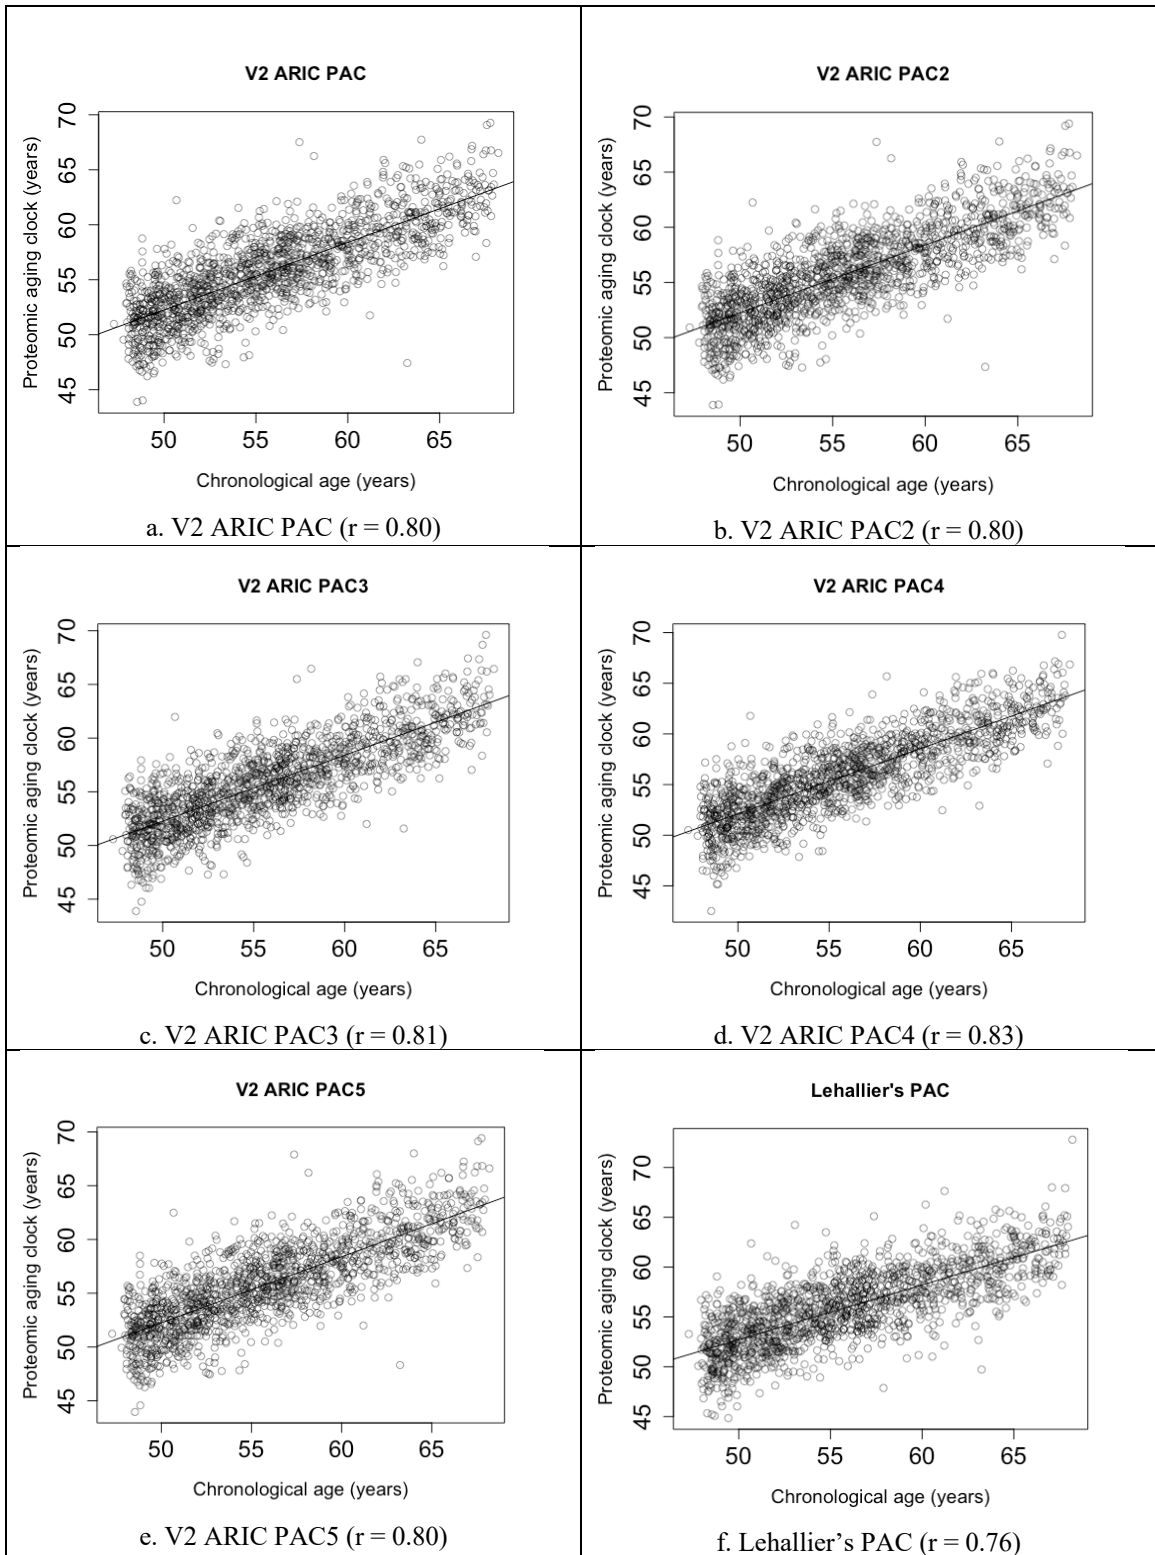 V2 ARIC PAC
Proteomic aging clock (years)
70
65
60
55
50
45
50 55 60 65
Chronological age (years)
a. V2 ARIC PAC (r = 0.80)
V2 ARIC PAC2
Proteomic aging clock (years)
70
65
60
55
50
45
50 55 60 65
Chronological age (years)
b. V2 ARIC PAC2 (r = 0.80)
V2 ARIC PAC3
Proteomic aging clock (years)
70
65
60
55
50
45
50 55 60 65
Chronological age (years)
c. V2 ARIC PAC3 (r = 0.81)
V2 ARIC PAC4
Proteomic aging clock (years)
70
65
60
55
50
45
50 55 60 65
Chronological age (years)
d. V2 ARIC PAC4 (r = 0.83)
V2 ARIC PAC5
Proteomic aging clock (years)
70
65
60
55
50
45
50 55 60 65
Chronological age (years)
e. V2 ARIC PAC5 (r = 0.80)
Lehallier's PAC
Proteomic aging clock (years)
70
65
60
55
50
45
50 55 60 65
Chronological age (years)
f. Lehallier’s PAC (r = 0.76)